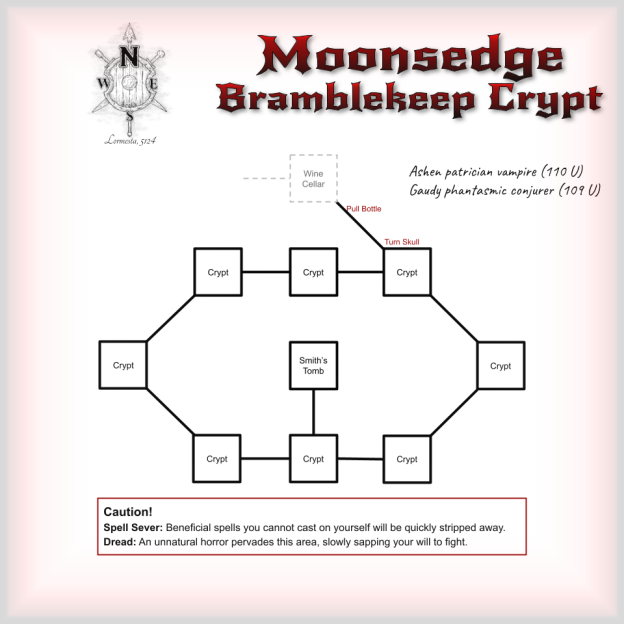 Moonsedge
Bramblekeep Crypt
N
W E
S
Lormesta, 5124
Ashen patrician vampire (110 U)
Gaudy phantasmic conjurer (109 U)
Wine
Cellar
Pull Bottle
Turn Skull
Crypt
Crypt
Crypt
Crypt
Smith's
Tomb
Crypt
Crypt
Crypt
Crypt
Caution!
Spell Sever: Beneficial spells you cannot cast on yourself will be quickly stripped away.
Dread: An unnatural horror pervades this area, slowly sapping your will to fight.